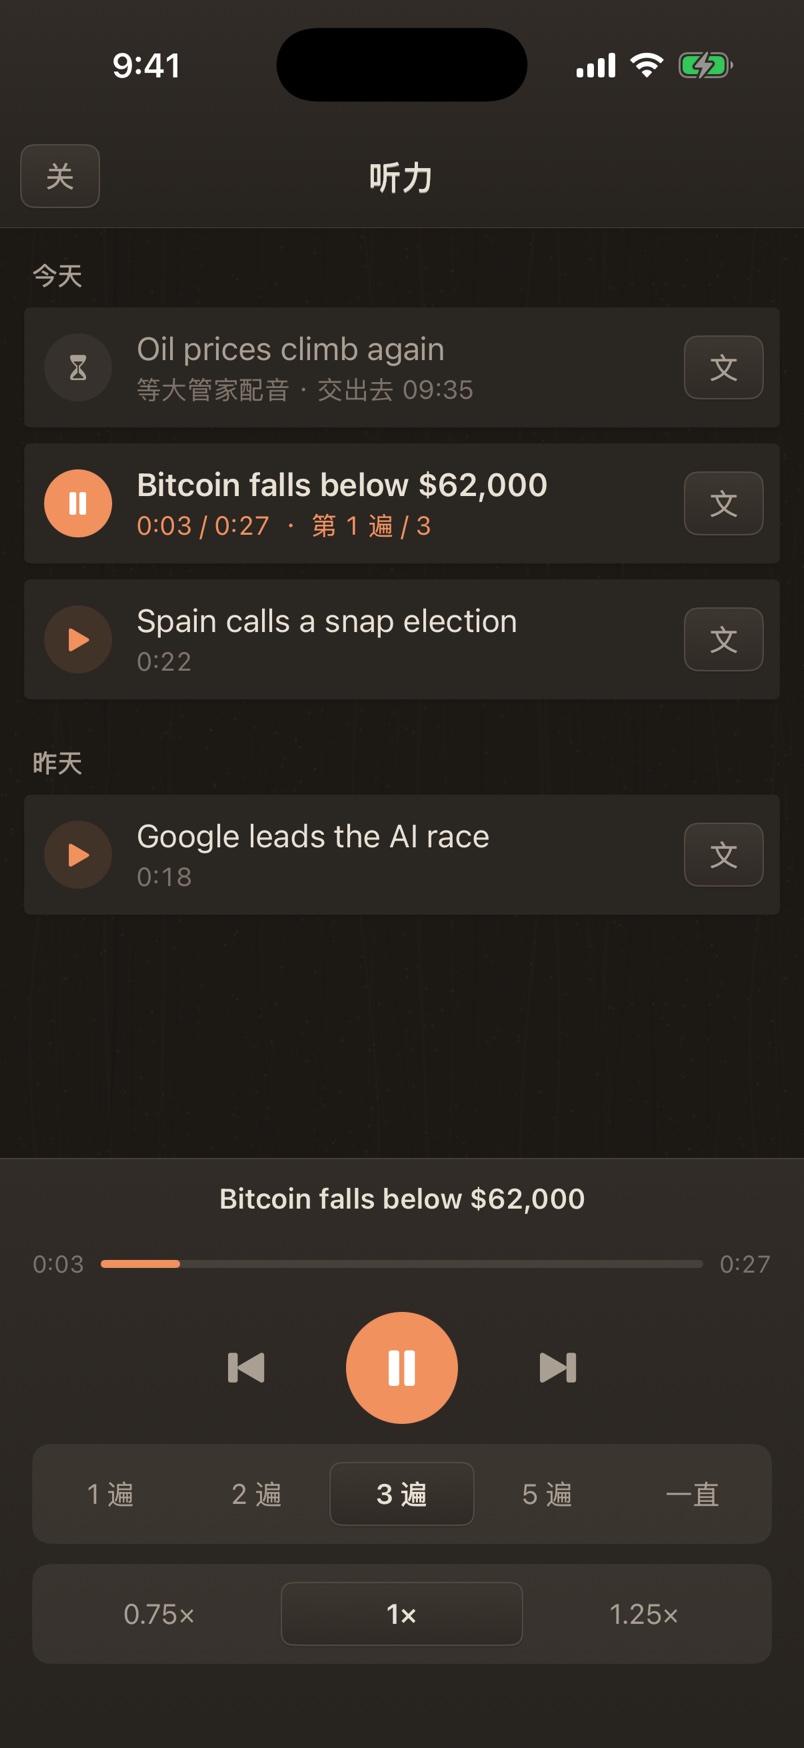 9:41
关
听力
今天
Oil prices climb again
等大管家配音 · 交出去 09:35
文
Bitcoin falls below $62,000
0:03 / 0:27 · 第 1 遍 / 3
文
Spain calls a snap election
0:22
文
昨天
Google leads the AI race
0:18
文
Bitcoin falls below $62,000
0:03
0:27
1 遍
2 遍
3 遍
5 遍
一直
0.75×
1×
1.25×